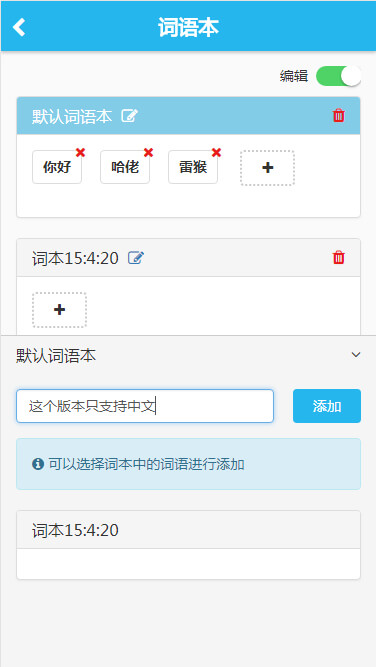 词语本
编辑
默认词语本
你好 哈佬 雷猴
词本15:4:20
默认词语本
这个版本只支持中文
添加
可以选择词本中的词语进行添加
词本15:4:20